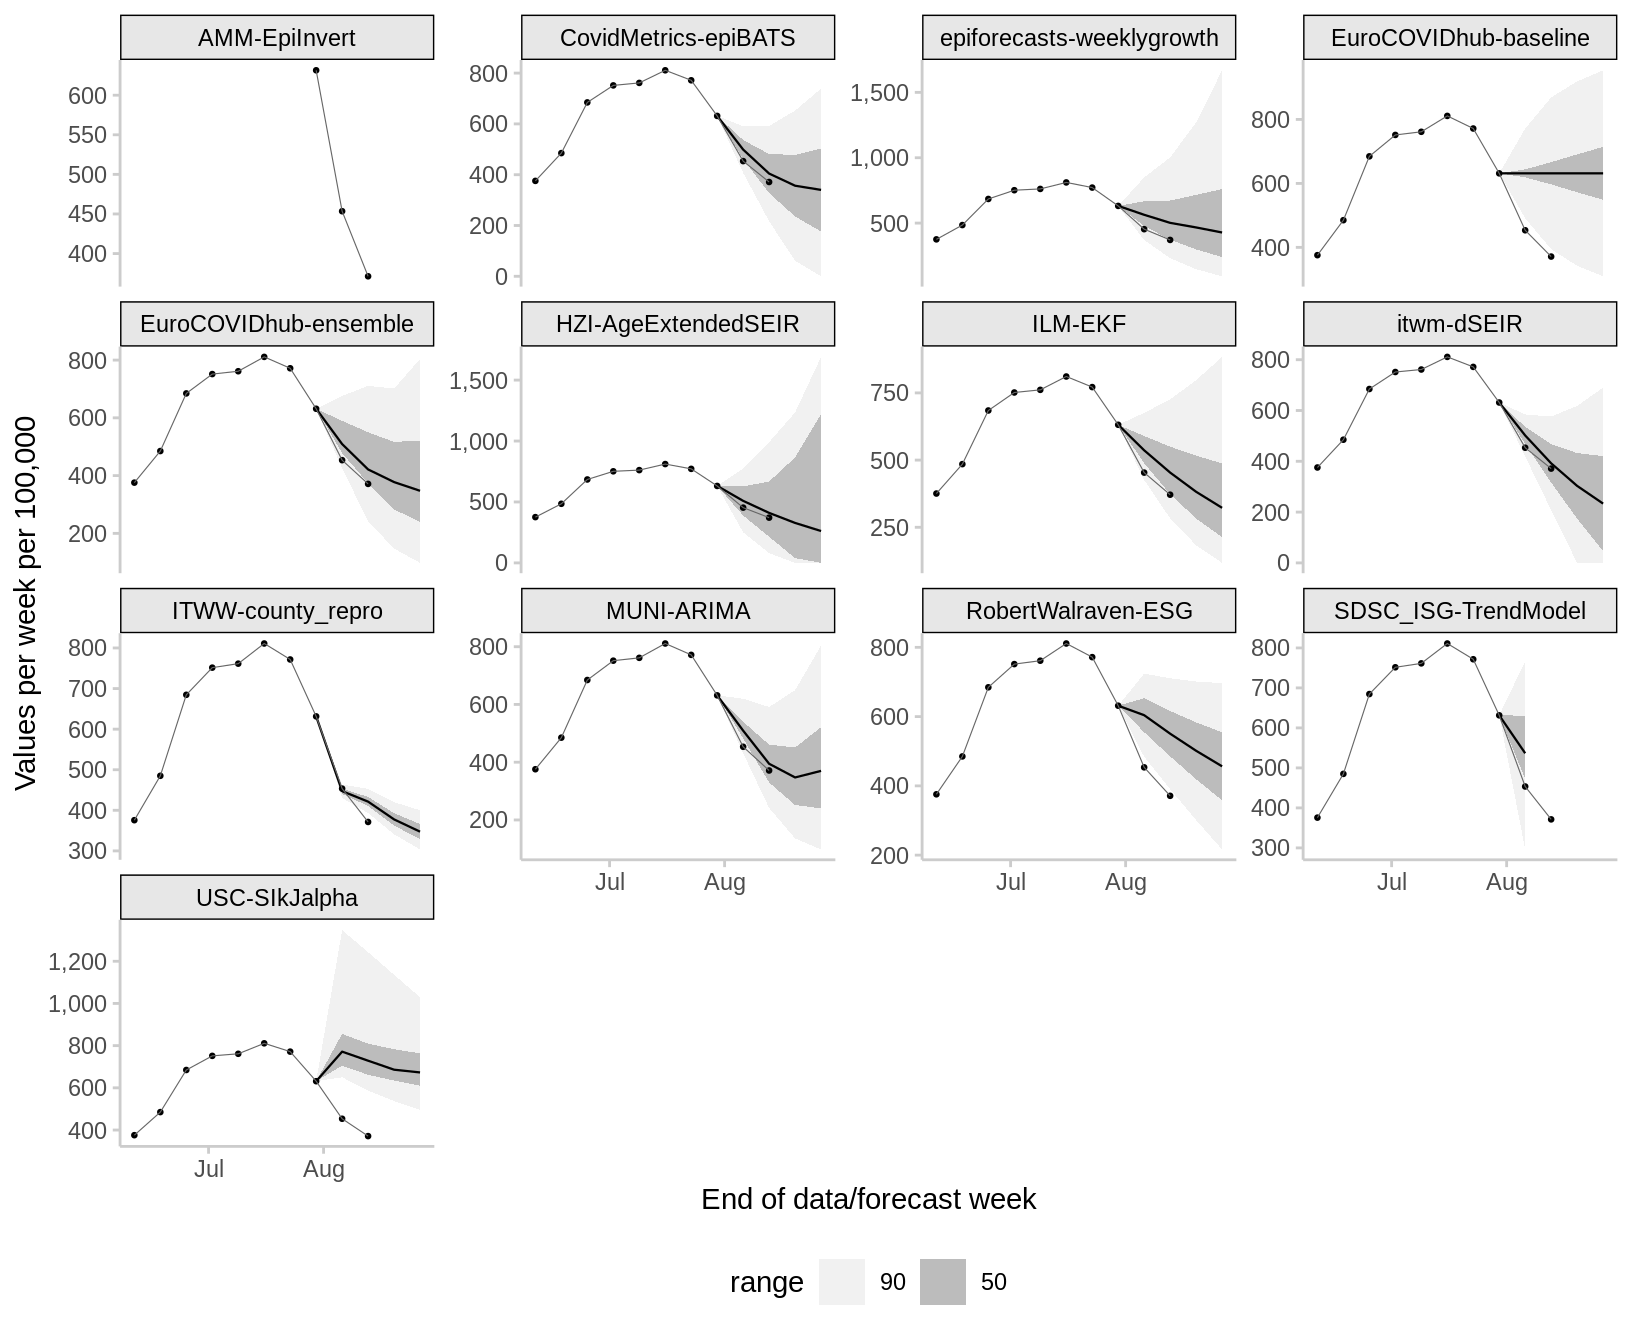 AMM-EpiInvert
CovidMetrics-epiBATS
epiforecasts-weeklygrowth
EuroCOVIDhub-baseline
600
550
500
450
400
800
600
400
200
0
1,500
1,000
500
800
600
400
EuroCOVIDhub-ensemble
HZI-AgeExtendedSEIR
ILM-EKF
itwm-dSEIR
800
600
400
200
1,500
1,000
500
0
750
500
250
800
600
400
200
0
Values per week per 100,000
ITWW-county_repro
MUNI-ARIMA
RobertWalraven-ESG
SDSC_ISG-TrendModel
800
700
600
500
400
300
800
600
400
200
800
600
400
200
800
700
600
500
400
300
Jul
Aug
Jul
Aug
Jul
Aug
USC-SIkJalpha
1,200
1,000
800
600
400
Jul
Aug
End of data/forecast week
range
90
50